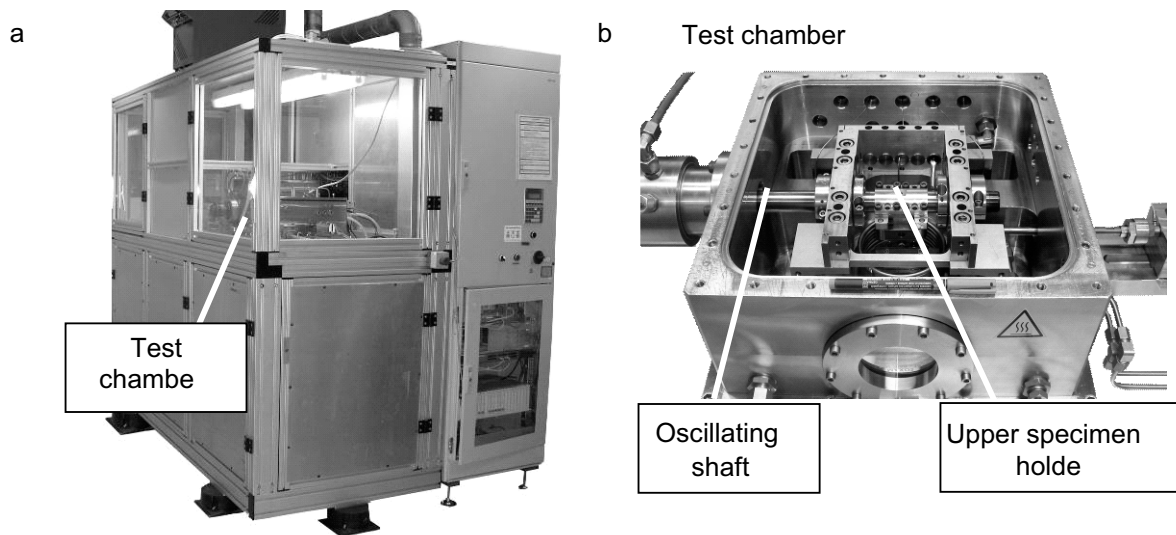 a
Test
chambe
b
Test chamber
Oscillating
shaft
Upper specimen
holde